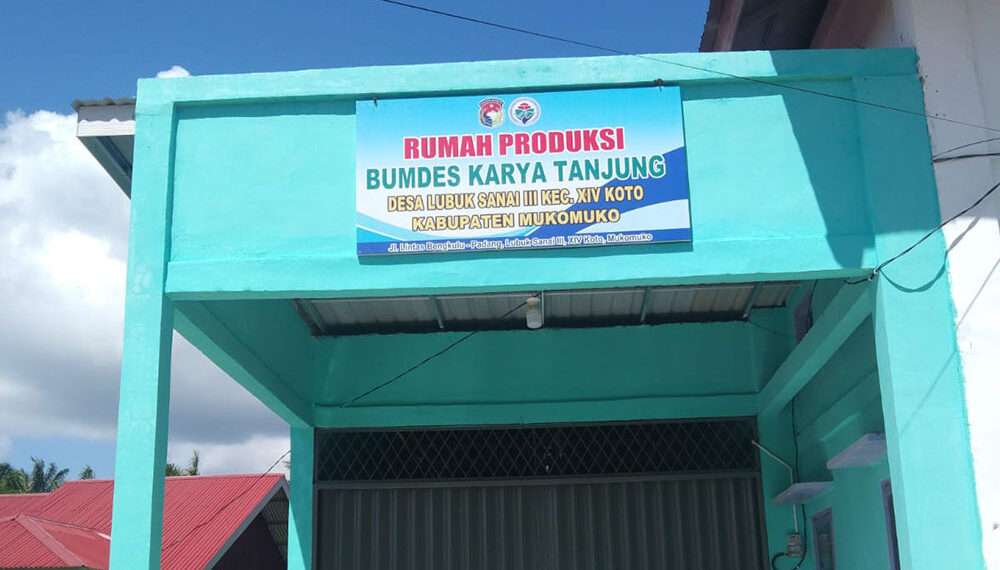 RUMAH PRODUKSI
BUMDES KARYA TANJUNG
DESA LUBUK SANAI III KEC. XIV KOTO
KABUPATEN MUKOMUKO
Jl. Lintas Bengkulu - Padang, Lubuk Sanai III, XIV Koto, Mukomuko